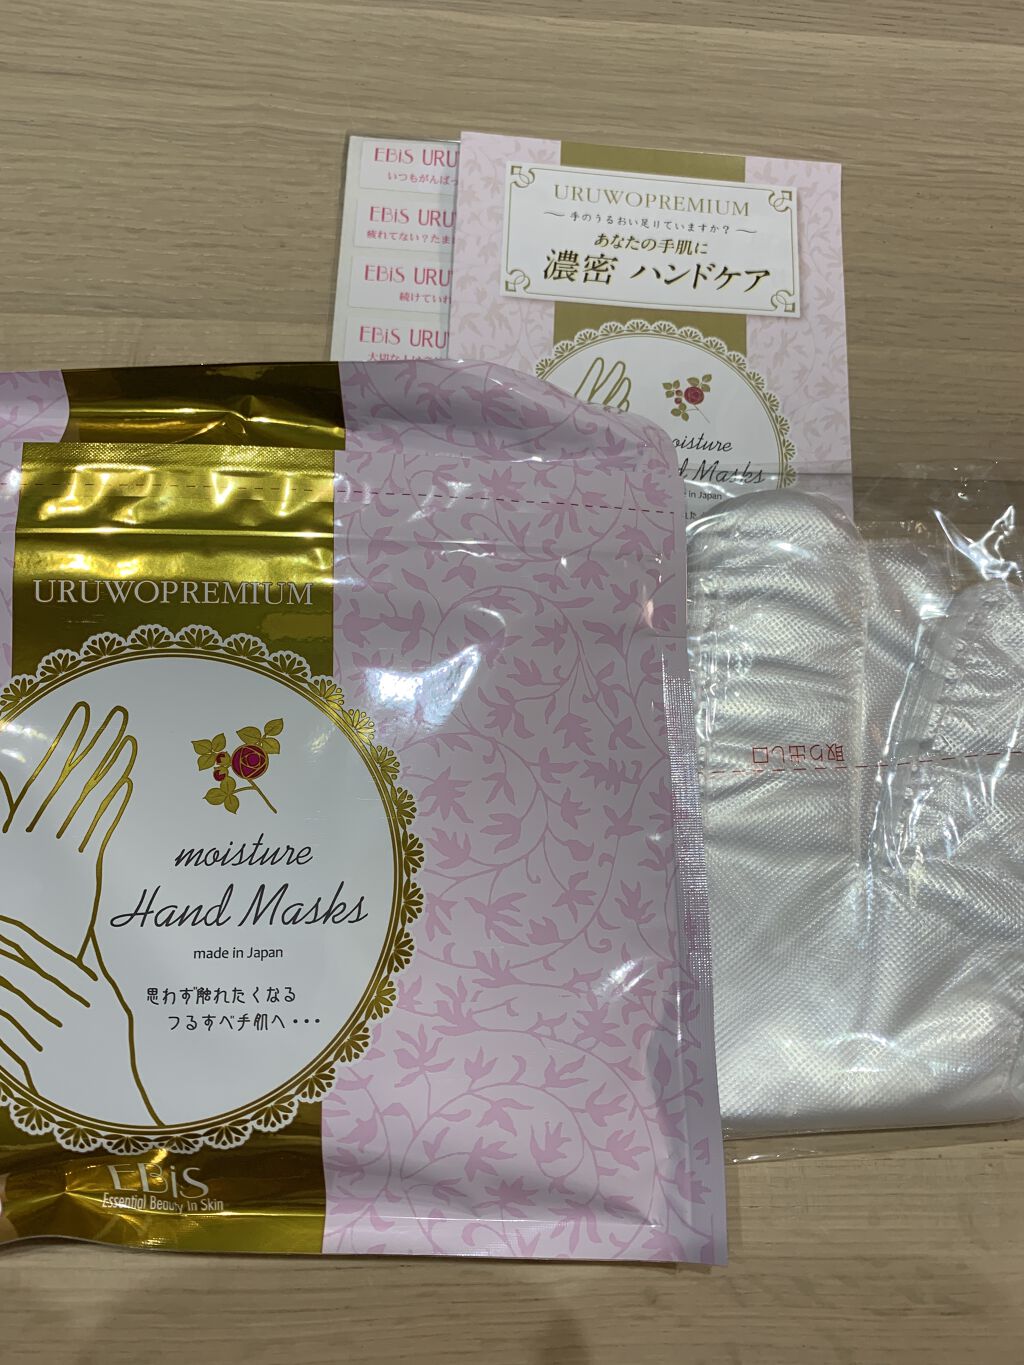 EBiS URU
いつもがんばっ
EBiS URU
疲れてない?たま
EBiS URU
続けていれ
EBiS URU
URUWOPREMIUM
手のうるおい足りていますか?
あなたの手肌に
濃密 ハンドケア
oisture
d Masks
e in Japan
URUWOPREMIUM
moisture
Hand Masks
made in Japan
思わず触れたくなる
つるすべ手肌へ・・・
EBiS
Essential Beauty In Skin
取り出し口